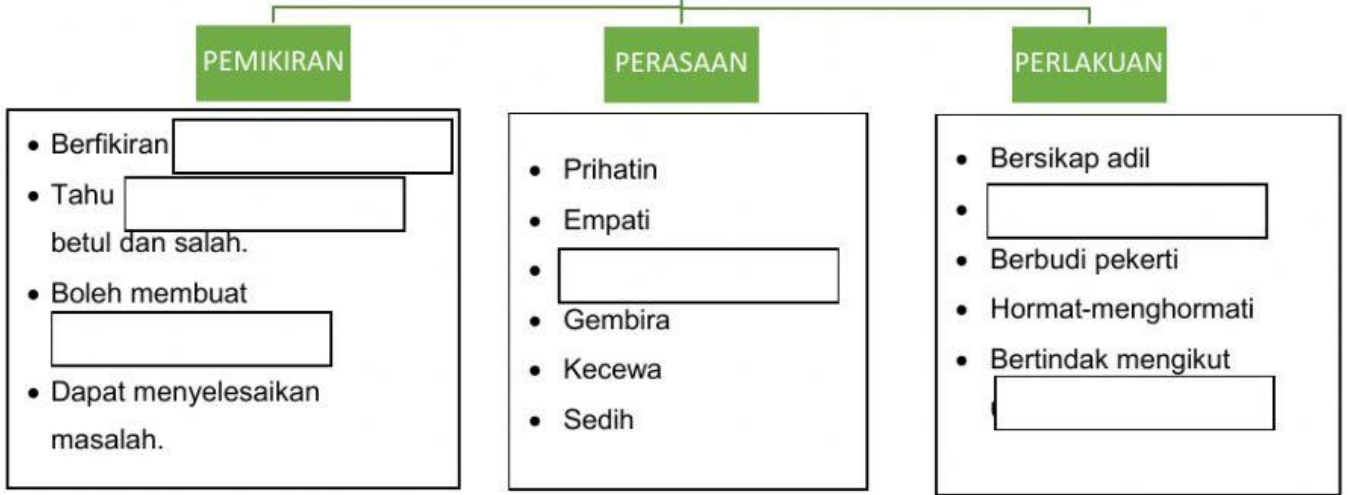 PEMIKIRAN
PERASAAN
PERLAKUAN
• Berfikiran
• Tahu
betul dan salah.
• Boleh membuat
• Dapat menyelesaikan
masalah.
• Prihatin
• Empati
•
• Gembira
• Kecewa
• Sedih
• Bersikap adil
•
• Berbudi pekerti
• Hormat-menghormati
• Bertindak mengikut